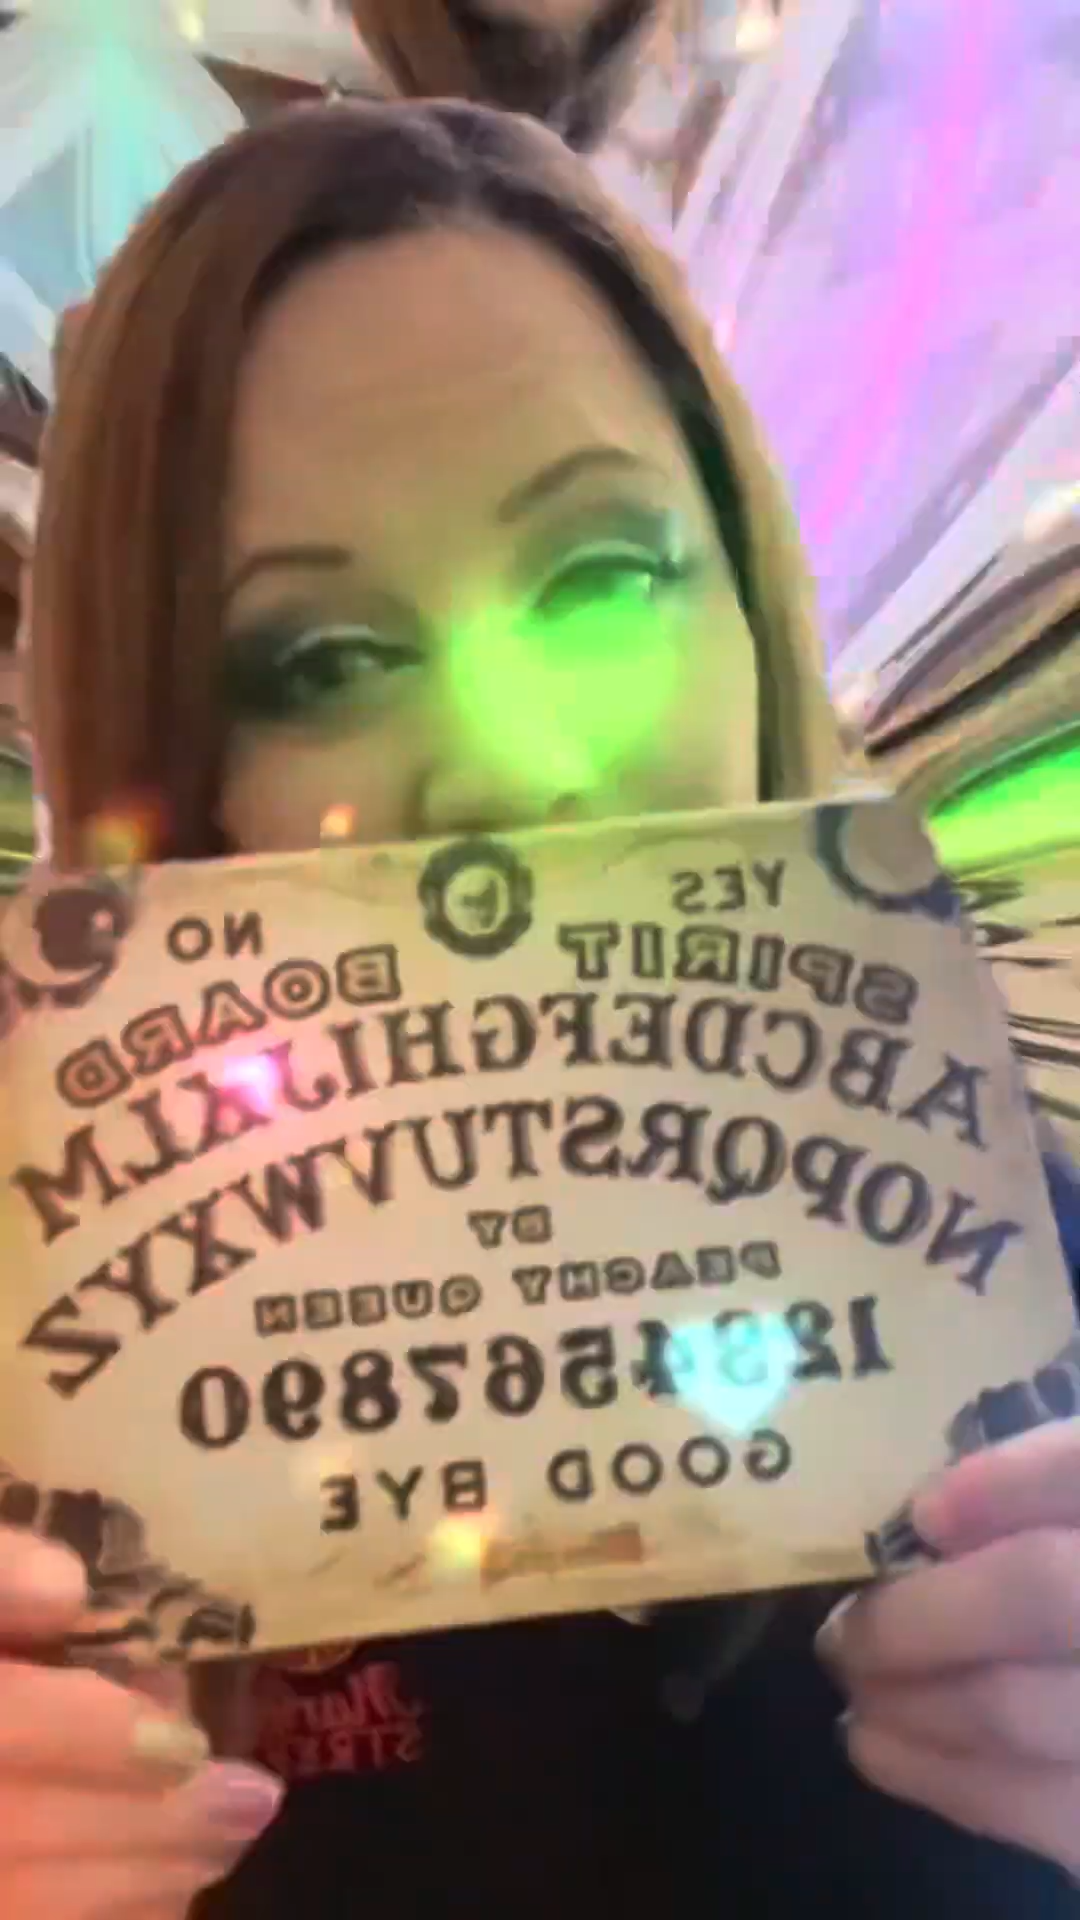 YES NO
SPIRIT BOARD
ABCDEFGHIJKLM
NOPQRSTUVWXYZ
BY
PEACHY QUEEN
1234567890
GOOD BYE